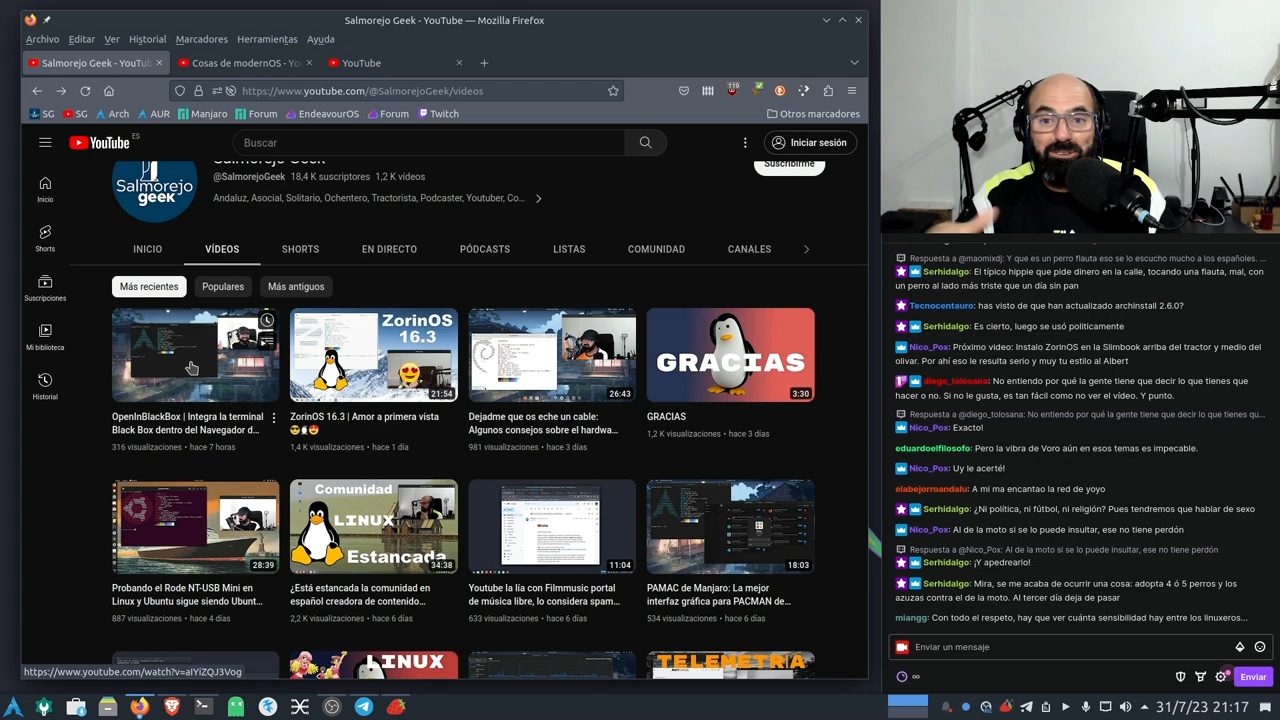 Salmorejo Geek - YouTube — Mozilla Firefox
Archivo Editar Ver Historial Marcadores Herramientas Ayuda
Salmorejo Geek - YouTub
Cosas de modernOS - Yo
YouTube
https://www.youtube.com/@SalmorejoGeek/videos
119
SG SG Arch AUR Manjaro Forum EndeavourOS Forum Twitch Otros marcadores
YouTube ES
Buscar
Iniciar sesión
Inicio
Shorts
Suscripciones
Mi biblioteca
Historial
Salmorejo geek
Salmorejo Geek
@SalmorejoGeek 18,4 K suscriptores 1,2 K vídeos
Andaluz, Asocial, Solitario, Ochentero, Tractorista, Podcaster, Youtuber, Co...
Suscribirme
INICIO VÍDEOS SHORTS EN DIRECTO PÓDCASTS LISTAS COMUNIDAD CANALES
Más recientes Populares Más antiguos
OpenInBlackBox | Integra la terminal
Black Box dentro del Navegador d...
316 visualizaciones • hace 7 horas
ZorinOS
16.3
21:54
ZorinOS 16.3 | Amor a primera vista
1,4 K visualizaciones • hace 1 día
26:43
Dejadme que os eche un cable:
Algunos consejos sobre el hardwa...
981 visualizaciones • hace 3 días
GRACIAS
3:30
GRACIAS
1,2 K visualizaciones • hace 3 días
28:39
Probando el Rode NT-USB+ en
Linux y Ubuntu sigue siendo Ubunt...
887 visualizaciones • hace 4 días
Comunidad
LINUX
Estancada
34:38
¿Está estancada la comunidad en
español creadora de contenido...
2,2 K visualizaciones • hace 6 días
11:04
Youtube la lía con Filmmusic portal
de música libre, lo considera spam...
633 visualizaciones • hace 6 días
18:03
PAMAC de Manjaro: La mejor
interfaz gráfica para PACMAN de...
534 visualizaciones • hace 6 días
LINUX
TELEMETRÍA
https://www.youtube.com/watch?v=aIYiZQJ3Vog
Respuesta a @maomixdj: Y que es un perro flauta eso se lo escucho mucho a los españoles. ...
Serhidalgo: El típico hippie que pide dinero en la calle, tocando una flauta, mal, con
un perro al lado más triste que un día sin pan
Tecnocentauro: has visto de que han actualizado archinstall 2.6.0?
Serhidalgo: Es cierto, luego se usó politicamente
Nico_Pox: Próximo video: Instalo ZorinOS en la Slimbook arriba del tractor y medio del
olivar. Por ahí eso le resulta serio y muy tu estilo al Albert
diego_tolosana: No entiendo por qué la gente tiene que decir lo que tienes que
hacer o no. Si no le gusta, es tan fácil como no ver el vídeo. Y punto.
Respuesta a @diego_tolosana: No entiendo por qué la gente tiene que decir lo que tienes qu...
Nico_Pox: Exacto!
eduardoelfilosofo: Pero la vibra de Voro aún en esos temas es impecable.
Nico_Pox: Uy le acerté!
elabejorroandalu: A mi ma encantao la red de yoyo
Serhidalgo: ¿Ni política, ni fútbol, ni religión? Pues tendremos que hablar de sexo
Nico_Pox: Al de la moto si se lo puede insultar, ese no tiene perdón
Respuesta a @Nico_Pox: Al de la moto si se lo puede insultar, ese no tiene perdón
Serhidalgo: ¡Y apedrearlo!
Serhidalgo: Mira, se me acaba de ocurrir una cosa: adopta 4 ó 5 perros y los
azuzas contra el de la moto. Al tercer día deja de pasar
miangg: Con todo el respeto, hay que ver cuánta sensibilidad hay entre los linuxeros...
Enviar un mensaje
∞
Enviar
31/7/23 21:17